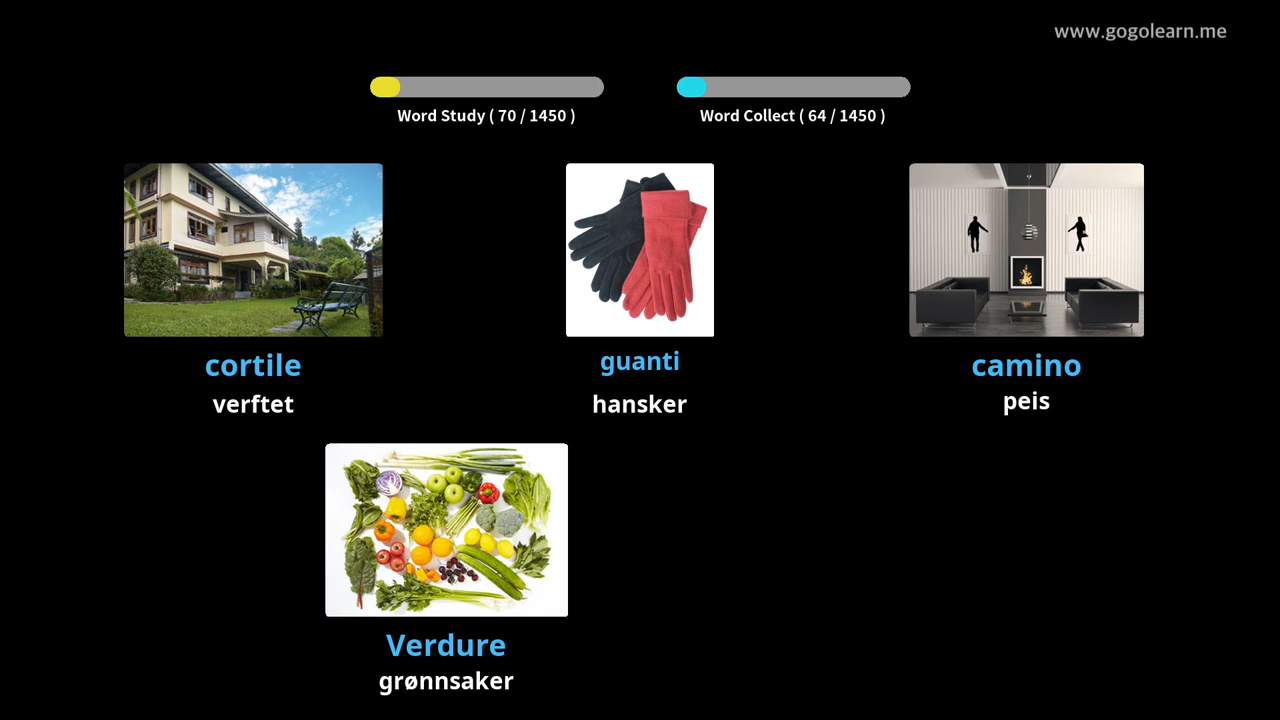 www.gogolearn.me
Word Study ( 70 / 1450 )
Word Collect ( 64 / 1450 )
cortile
verftet
guanti
hansker
camino
peis
Verdure
grønnsaker